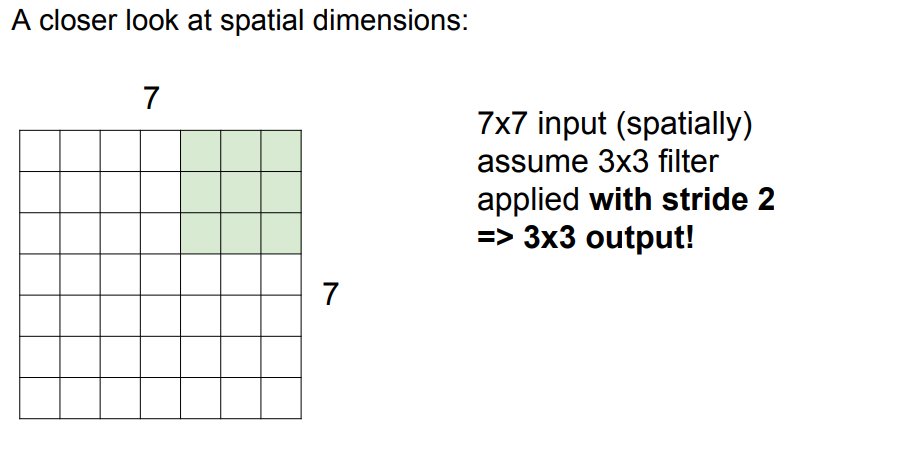 A closer look at spatial dimensions:
7
7x7 input (spatially)
assume 3x3 filter
applied with stride 2
=> 3x3 output!
7